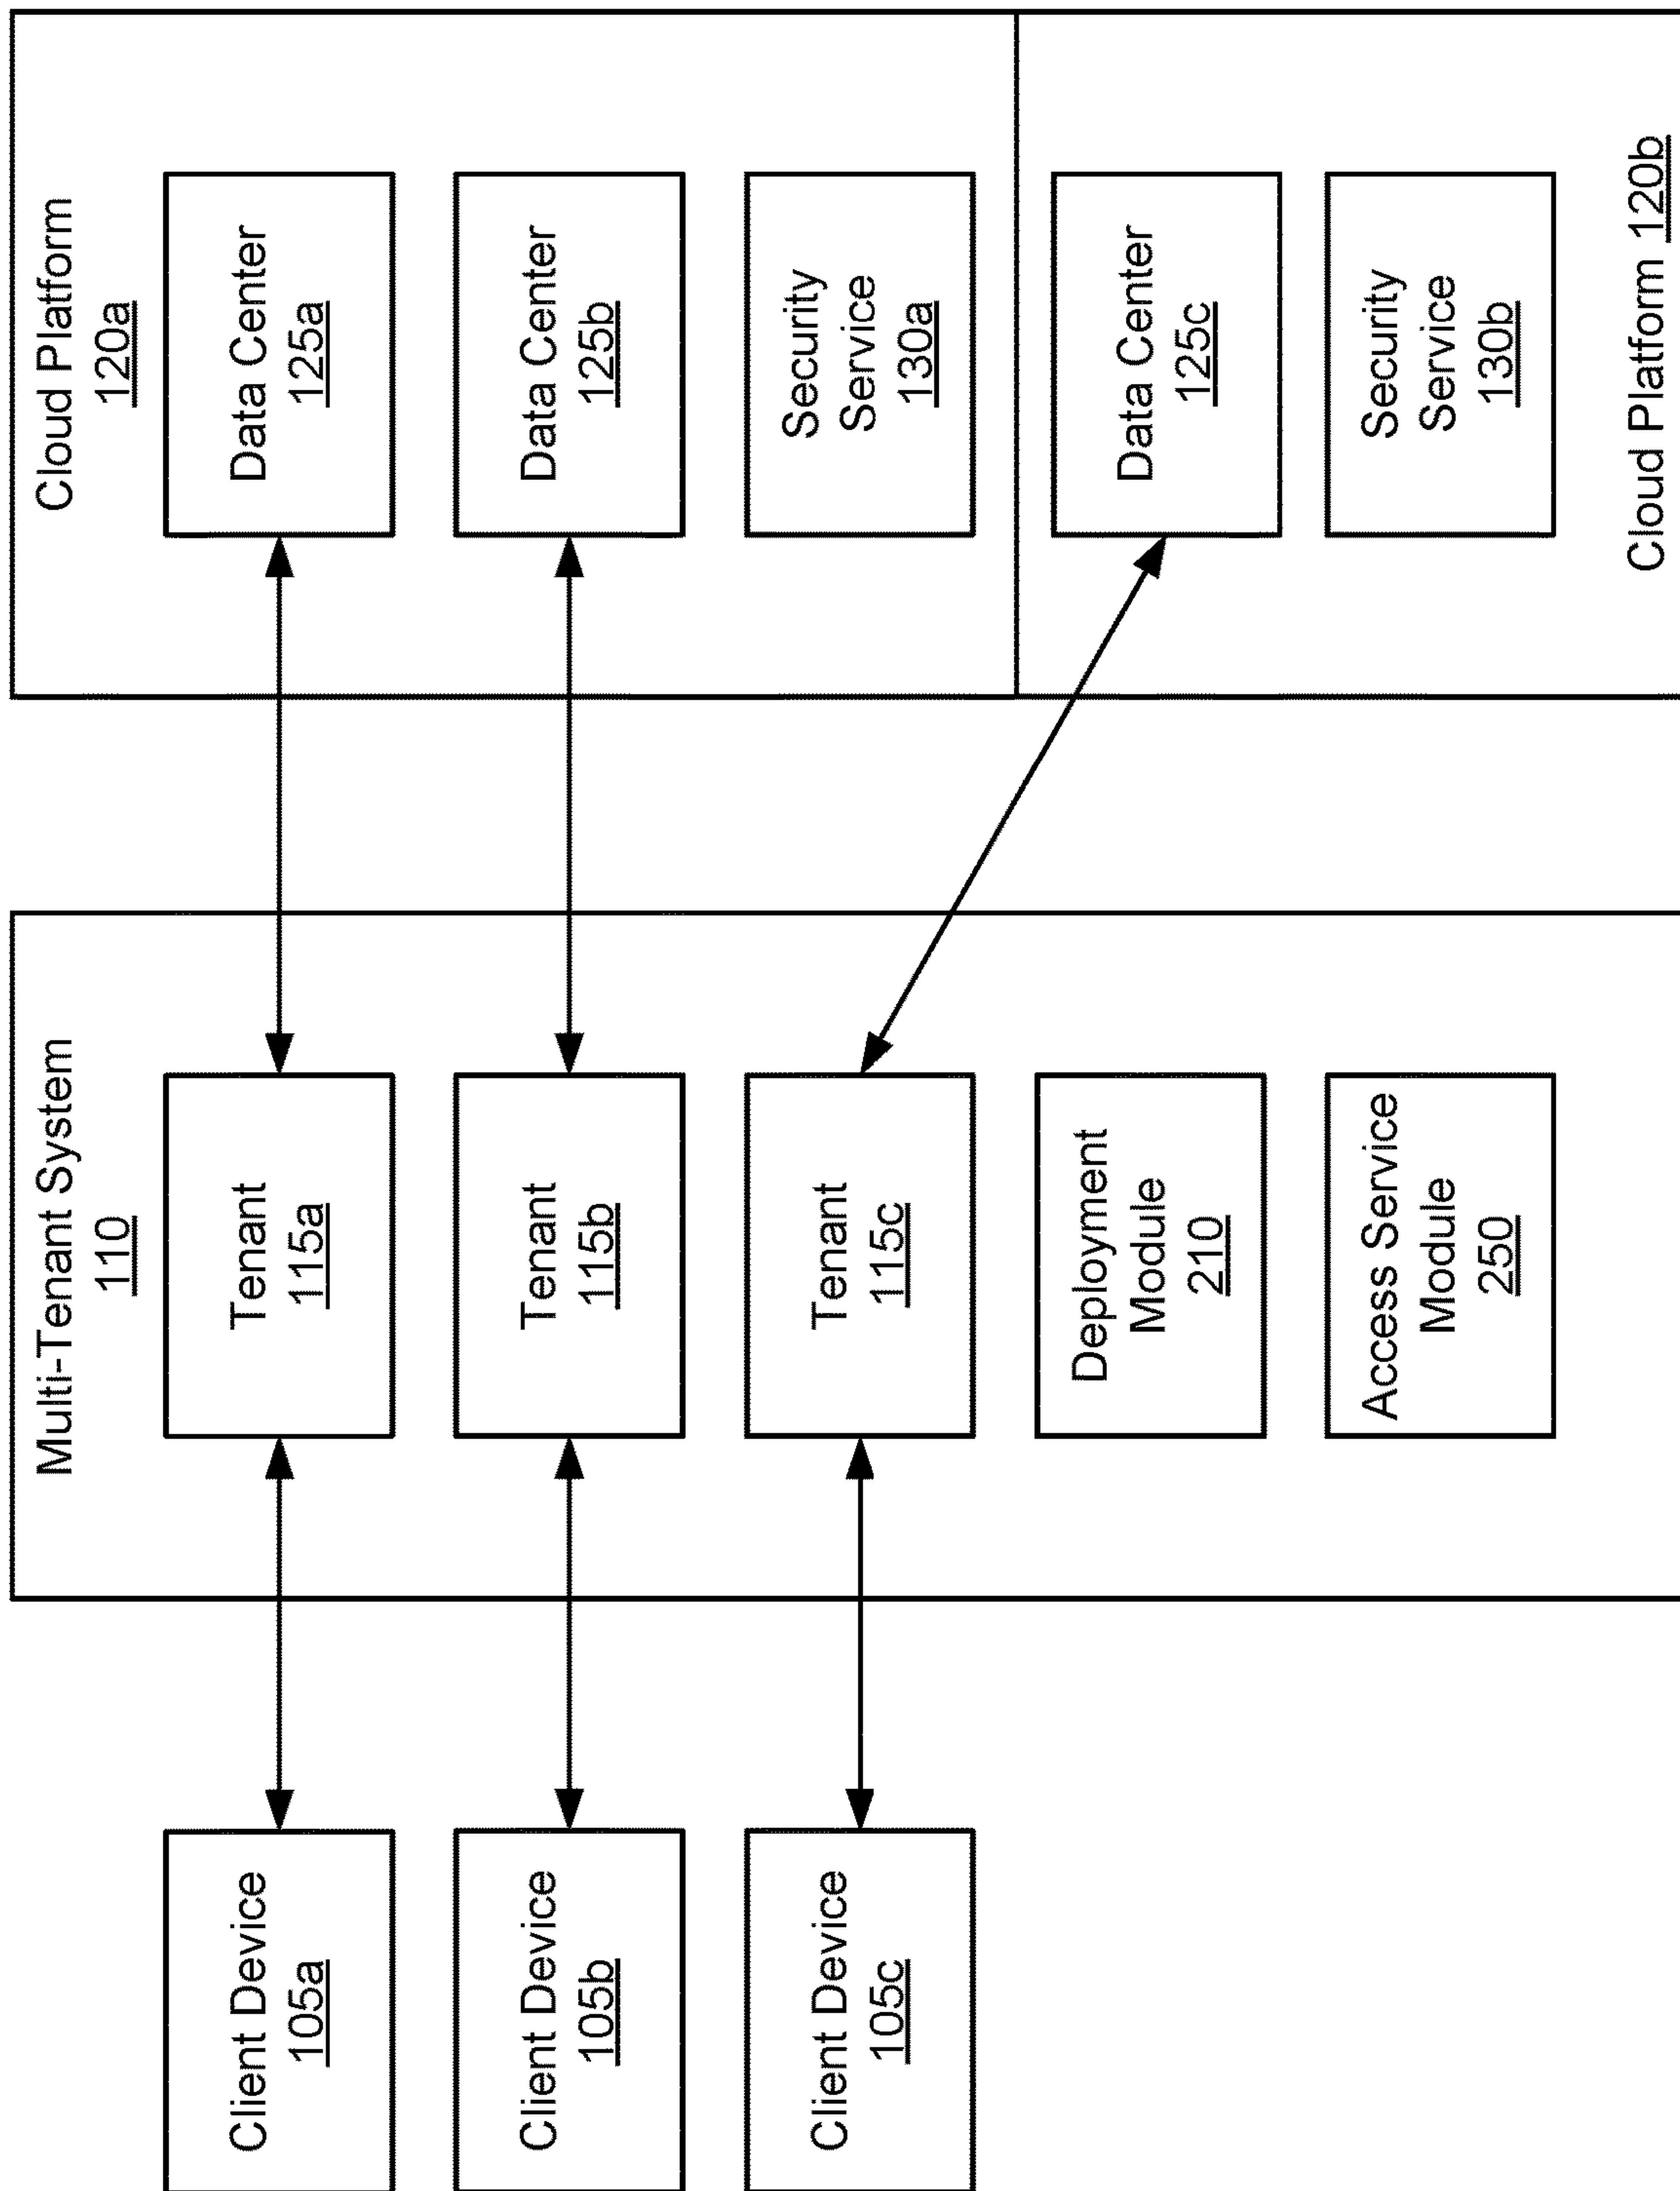 Client Device
105a
Client Device
105b
Client Device
105c
Multi-Tenant System
110
Tenant
115a
Tenant
115b
Tenant
115c
Deployment
Module
210
Access Service
Module
250
Cloud Platform
120a
Data Center
125a
Data Center
125b
Security
Service
130a
Data Center
125c
Security
Service
130b
Cloud Platform 120b